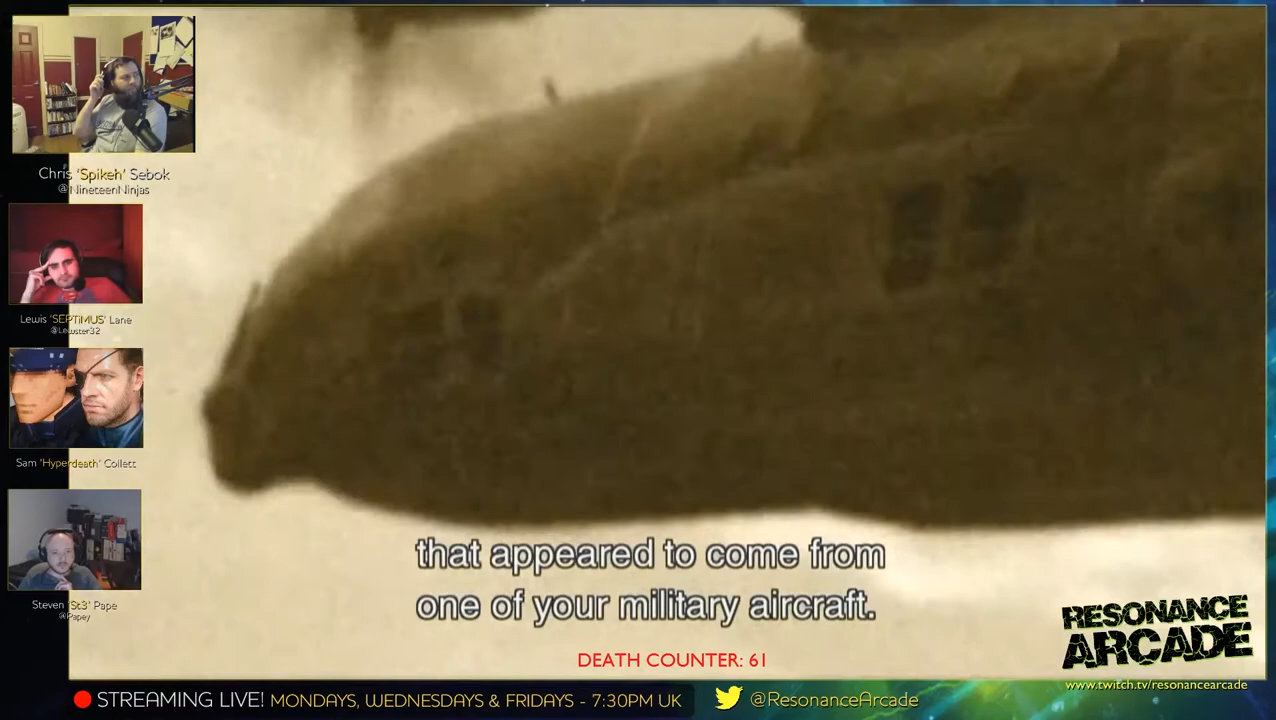 Chris 'Spikeh' Sebok
@NineteenNinjas
Lewis 'SEPTiMUS' Lane
@Lewster32
Sam 'Hyperdeath' Collett
Steven 'St3' Pape
@Papey
that appeared to come from
one of your military aircraft.
DEATH COUNTER: 61
RESONANCE
ARCADE
www.twitch.tv/resonancearcade
STREAMING LIVE! MONDAYS, WEDNESDAYS & FRIDAYS - 7:30PM UK
@ResonanceArcade